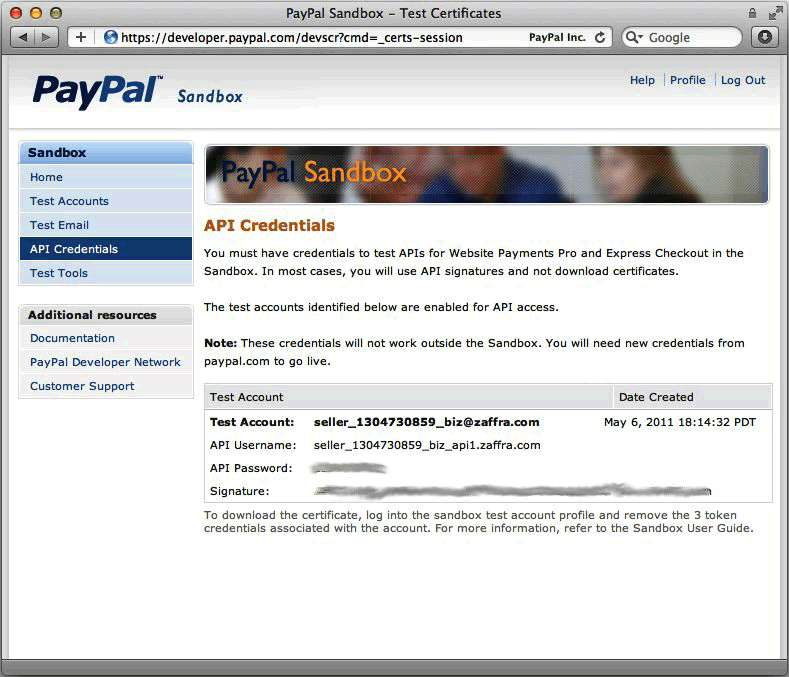 PayPal Sandbox – Test Certificates
https://developer.paypal.com/devscr?cmd=_certs-session
PayPal Inc.
Google
PayPal™ Sandbox
Help
Profile
Log Out
Sandbox
Home
Test Accounts
Test Email
API Credentials
Test Tools
Additional resources
Documentation
PayPal Developer Network
Customer Support
PayPal Sandbox
API Credentials
You must have credentials to test APIs for Website Payments Pro and Express Checkout in the
Sandbox. In most cases, you will use API signatures and not download certificates.
The test accounts identified below are enabled for API access.
Note: These credentials will not work outside the Sandbox. You will need new credentials from
paypal.com to go live.
Test Account Date Created
Test Account: seller_1304730859_biz@zaffra.com May 6, 2011 18:14:32 PDT
API Username: seller_1304730859_biz_api1.zaffra.com
API Password:
Signature:
To download the certificate, log into the sandbox test account profile and remove the 3 token
credentials associated with the account. For more information, refer to the Sandbox User Guide.